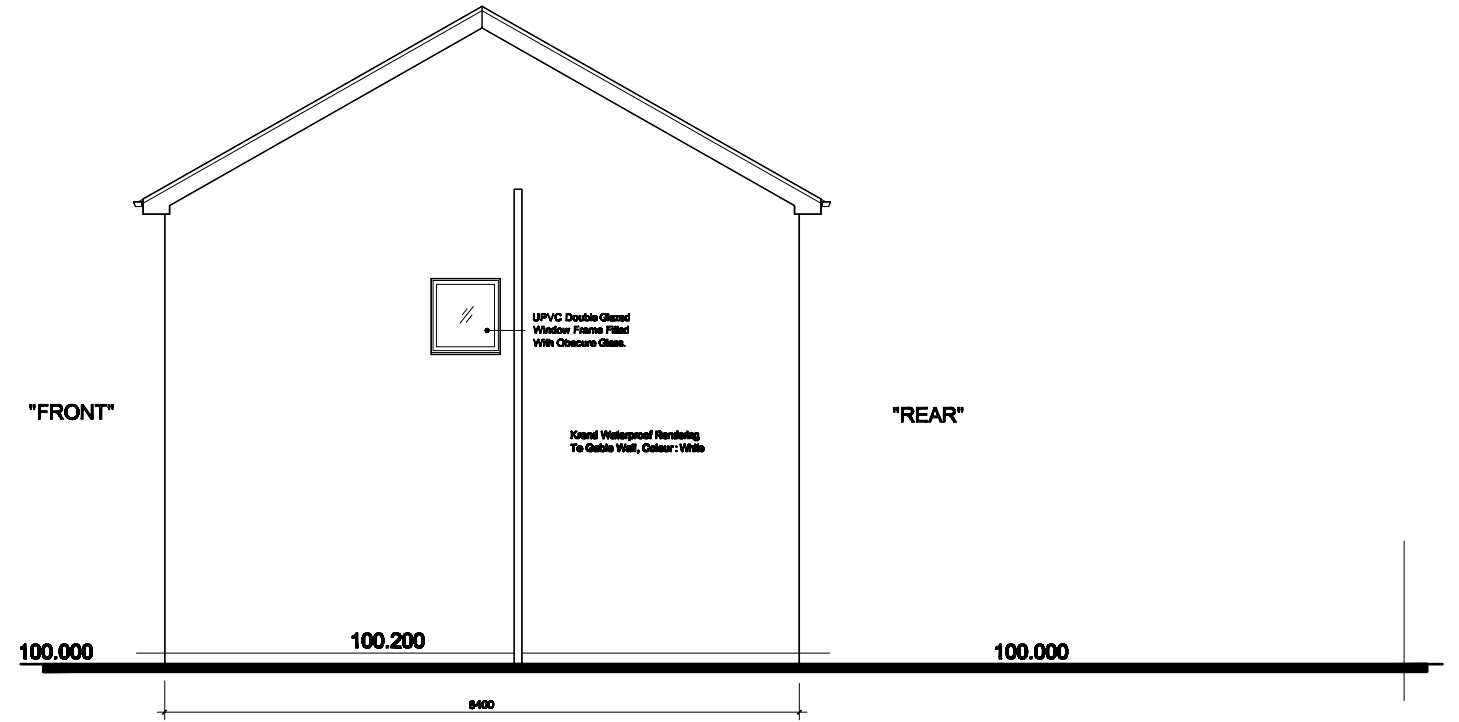 UPVC Double Glazed
Window Frame Filled
With Obscure Glass.
"FRONT"
"REAR"
Krend Waterproof Rendering
To Gable Wall, Colour : White
100.200
100.000
100.000
8400